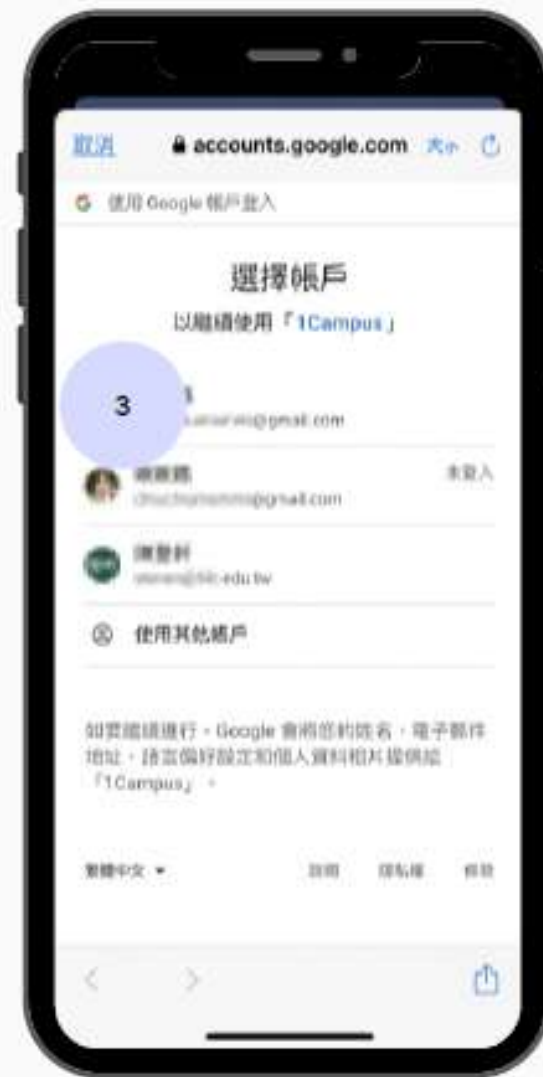 取消 accounts.google.com 大小
使用 Google 帳戶登入
選擇帳戶
以繼續使用「1Campus」
3
@gmail.com
未登入
@gmail.com
edu.tw
使用其他帳戶
如要繼續進行，Google 會將您的姓名、電子郵件
地址、語言偏好設定和個人資料相片提供給
「1Campus」。
繁體中文 說明 隱私權 條款